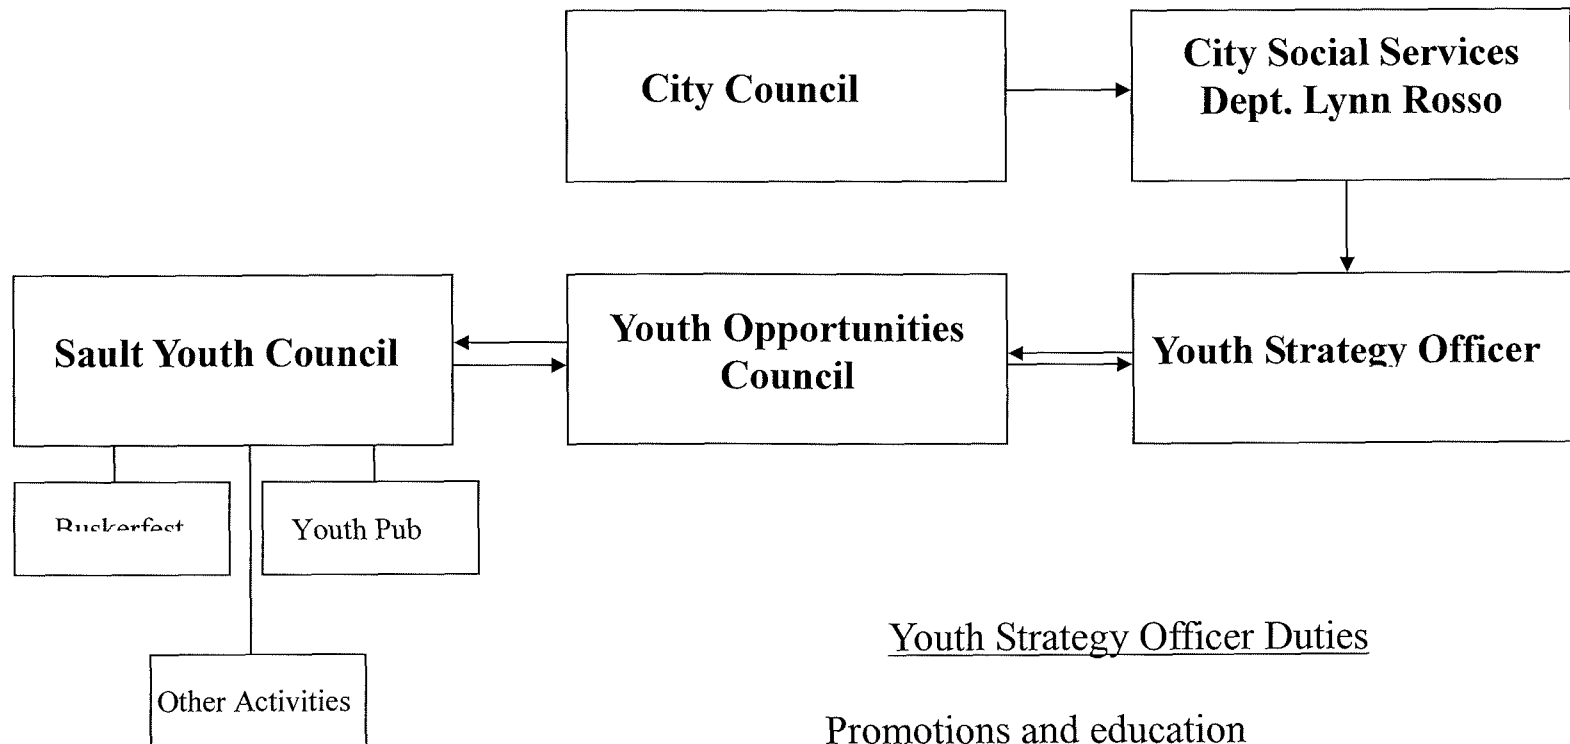 City Council
City Social Services
Dept. Lynn Rosso
Sault Youth Council
Youth Opportunities
Council
Youth Strategy Officer
Buskerfest
Youth Pub
Other Activities
Youth Strategy Officer Duties
Promotions and education